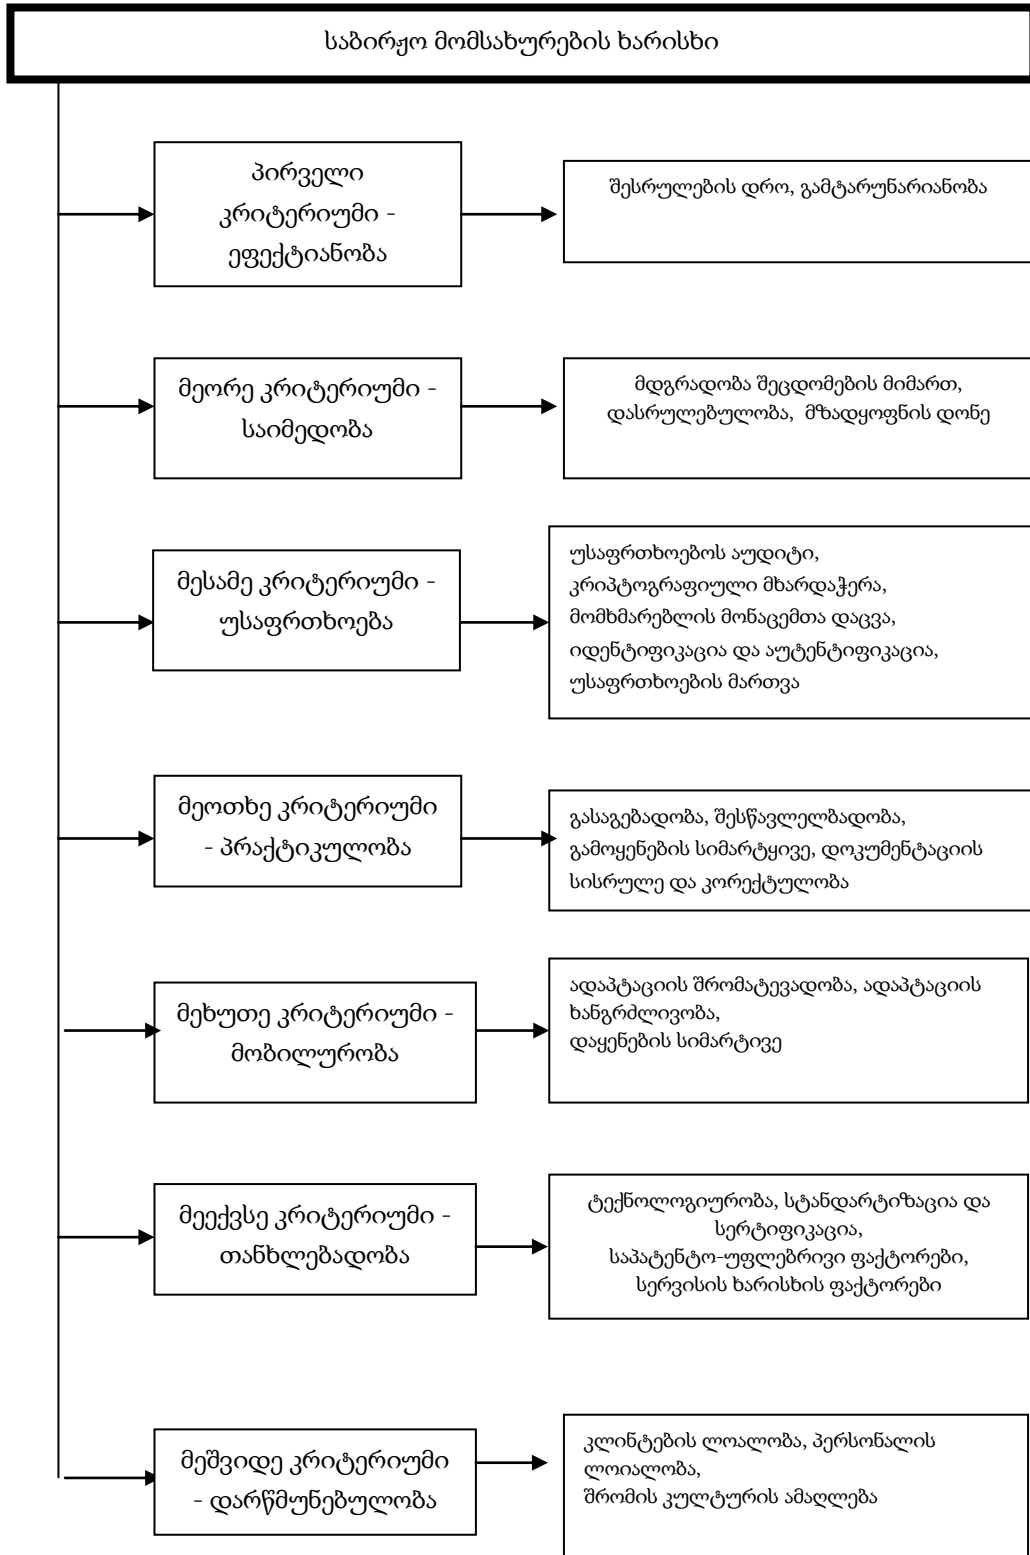 საბირჟო მომსახურების ხარისხი
პირველი
კრიტერიუმი -
ეფექტიანობა
შესრულების დრო, გამტარუნარიანობა
მეორე კრიტერიუმი -
საიმედობა
მდგრადობა შეცდომების მიმართ,
დასრულებულობა, მზადყოფნის დონე
მესამე კრიტერიუმი -
უსაფრთხოება
უსაფრთხოებოს აუდიტი,
კრიპტოგრაფიული მხარდაჭერა,
მომხმარებლის მონაცემთა დაცვა,
იდენტიფიკაცია და აუტენტიფიკაცია,
უსაფრთხოების მართვა
მეოთხე კრიტერიუმი
- პრაქტიკულობა
გასაგებადობა, შესწავლელბადობა,
გამოყენების სიმარტყივე, დოკუმენტაციის
სისრულე და კორექტულობა
მეხუთე კრიტერიუმი -
მობილურობა
ადაპტაციის შრომატევადობა, ადაპტაციის
ხანგრძლივობა,
დაყენების სიმარტივე
მეექვსე კრიტერიუმი -
თანხლებადობა
ტექნოლოგიურობა, სტანდარტიზაცია და
სერტიფიკაცია,
საპატენტო-უფლებრივი ფაქტორები,
სერვისის ხარისხის ფაქტორები
მეშვიდე კრიტერიუმი
- დარწმუნებულობა
კლინტების ლოალობა, პერსონალის
ლოიალობა,
შრომის კულტურის ამაღლება